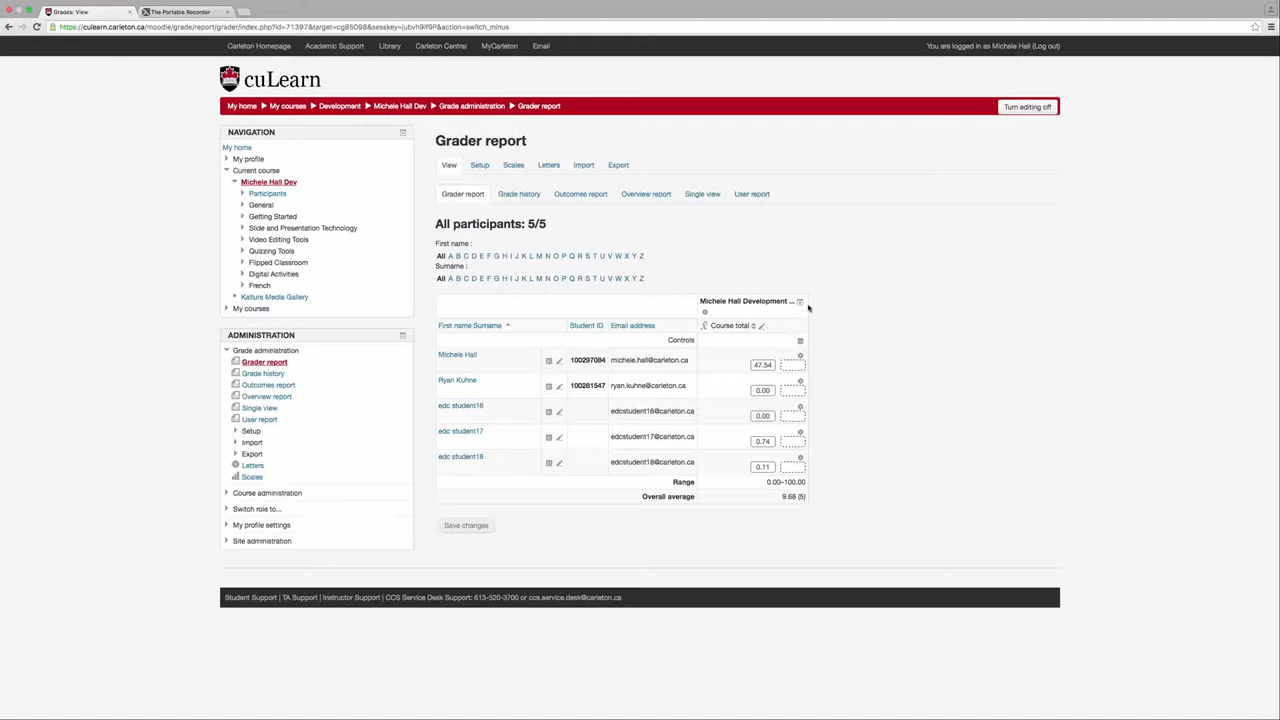 Grades: View
The Portable Recorder
https://culearn.carleton.ca/moodle/grade/report/grader/index.php?id=71397&target=cg85098&sesskey=jubvh9if9P&action=switch_minus
Carleton Homepage Academic Support Library Carleton Central MyCarleton Email You are logged in as Michele Hall (Log out)
cuLearn
My home My courses Development Michele Hall Dev Grade administration Grader report Turn editing off
NAVIGATION
My home
My profile
Current course
Michele Hall Dev
Participants
General
Getting Started
Slide and Presentation Technology
Video Editing Tools
Quizzing Tools
Flipped Classroom
Digital Activities
French
Kaltura Media Gallery
My courses
ADMINISTRATION
Grade administration
Grader report
Grade history
Outcomes report
Overview report
Single view
User report
Setup
Import
Export
Letters
Scales
Course administration
Switch role to...
My profile settings
Site administration
Grader report
View Setup Scales Letters Import Export
Grader report Grade history Outcomes report Overview report Single view User report
All participants: 5/5
First name :
All A B C D E F G H I J K L M N O P Q R S T U V W X Y Z
Surname :
All A B C D E F G H I J K L M N O P Q R S T U V W X Y Z
Michele Hall Development ...
First name Surname Student ID Email address Course total
Controls
Michele Hall 100297084 michele.hall@carleton.ca 47.54
Ryan Kuhne 100281547 ryan.kuhne@carleton.ca 0.00
edc student16 edcstudent16@carleton.ca 0.00
edc student17 edcstudent17@carleton.ca 0.74
edc student18 edcstudent18@carleton.ca 0.11
Range 0.00–100.00
Overall average 9.68 (5)
Save changes
Student Support | TA Support | Instructor Support | CCS Service Desk Support: 613-520-3700 or ccs.service.desk@carleton.ca